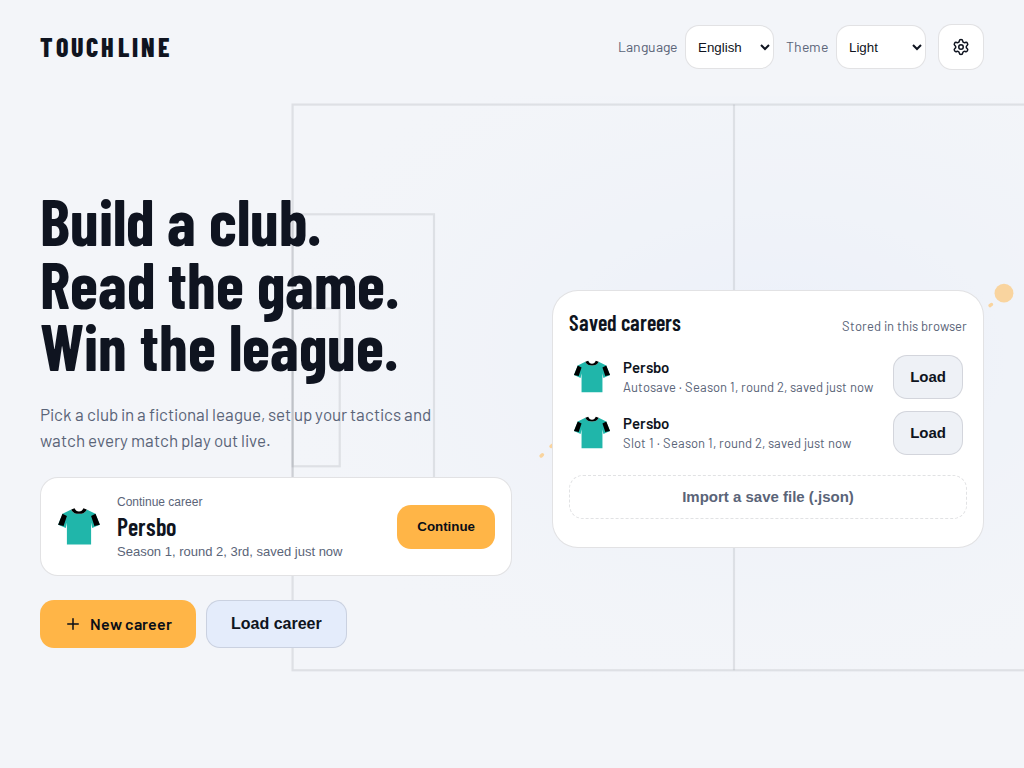 TOUCHLINE
Language
English
Theme
Light
Build a club.
Read the game.
Win the league.
Pick a club in a fictional league, set up your tactics and
watch every match play out live.
Continue career
Persbo
Season 1, round 2, 3rd, saved just now
Continue
New career
Load career
Saved careers
Stored in this browser
Persbo
Autosave · Season 1, round 2, saved just now
Load
Persbo
Slot 1 · Season 1, round 2, saved just now
Load
Import a save file (.json)